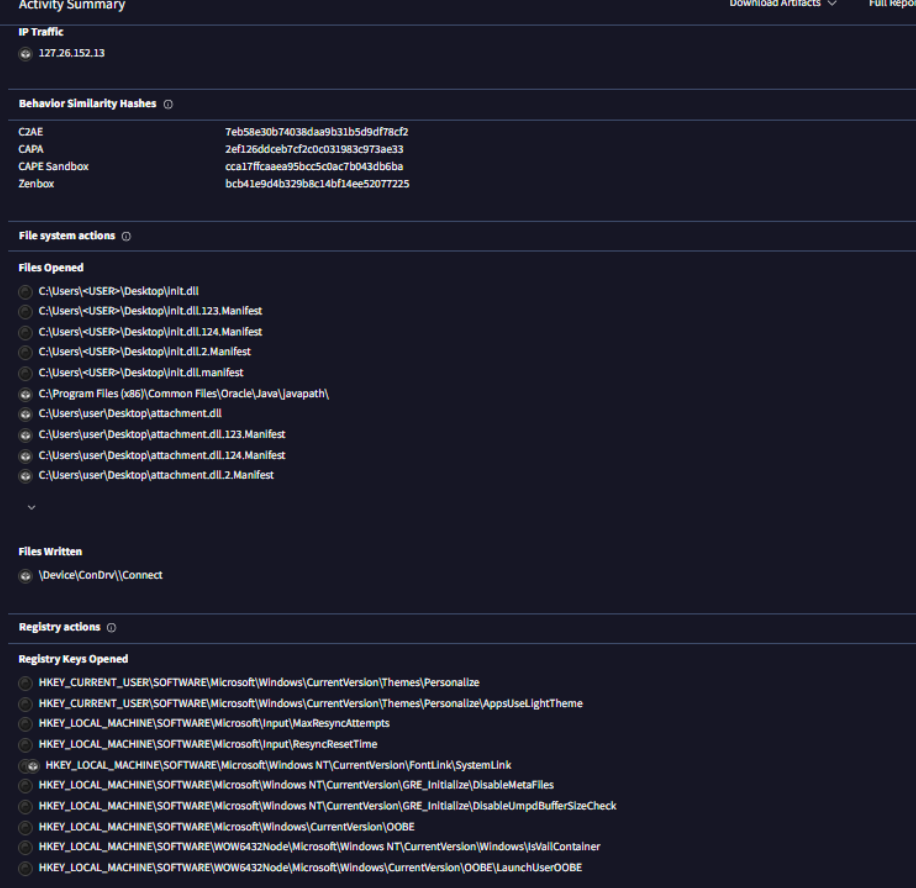 Activity Summary
Download Artifacts
Full Repor
IP Traffic
127.26.152.13
Behavior Similarity Hashes
C2AE 7eb58e30b74038daa9b31b5d9df78cf2
CAPA 2ef126ddceb7cf2c0c031983c973ae33
CAPE Sandbox cca17ffcaaea95bcc5c0ac7b043db6ba
Zenbox bcb41e9d4b329b8c14bf14ee52077225
File system actions
Files Opened
C:\Users\<USER>\Desktop\init.dll
C:\Users\<USER>\Desktop\init.dll.123.Manifest
C:\Users\<USER>\Desktop\init.dll.124.Manifest
C:\Users\<USER>\Desktop\init.dll.2.Manifest
C:\Users\<USER>\Desktop\init.dll.manifest
C:\Program Files (x86)\Common Files\Oracle\Java\javapath\
C:\Users\user\Desktop\attachment.dll
C:\Users\user\Desktop\attachment.dll.123.Manifest
C:\Users\user\Desktop\attachment.dll.124.Manifest
C:\Users\user\Desktop\attachment.dll.2.Manifest
Files Written
\Device\ConDrv\\Connect
Registry actions
Registry Keys Opened
HKEY_CURRENT_USER\SOFTWARE\Microsoft\Windows\CurrentVersion\Themes\Personalize
HKEY_CURRENT_USER\SOFTWARE\Microsoft\Windows\CurrentVersion\Themes\Personalize\AppsUseLightTheme
HKEY_LOCAL_MACHINE\SOFTWARE\Microsoft\Input\MaxResyncAttempts
HKEY_LOCAL_MACHINE\SOFTWARE\Microsoft\Input\ResyncResetTime
HKEY_LOCAL_MACHINE\SOFTWARE\Microsoft\Windows NT\CurrentVersion\FontLink\SystemLink
HKEY_LOCAL_MACHINE\SOFTWARE\Microsoft\Windows NT\CurrentVersion\GRE_Initialize\DisableMetaFiles
HKEY_LOCAL_MACHINE\SOFTWARE\Microsoft\Windows NT\CurrentVersion\GRE_Initialize\DisableUmpdBufferSizeCheck
HKEY_LOCAL_MACHINE\SOFTWARE\Microsoft\Windows\CurrentVersion\OOBE
HKEY_LOCAL_MACHINE\SOFTWARE\WOW6432Node\Microsoft\Windows NT\CurrentVersion\Windows\IsVailContainer
HKEY_LOCAL_MACHINE\SOFTWARE\WOW6432Node\Microsoft\Windows\CurrentVersion\OOBE\LaunchUserOOBE